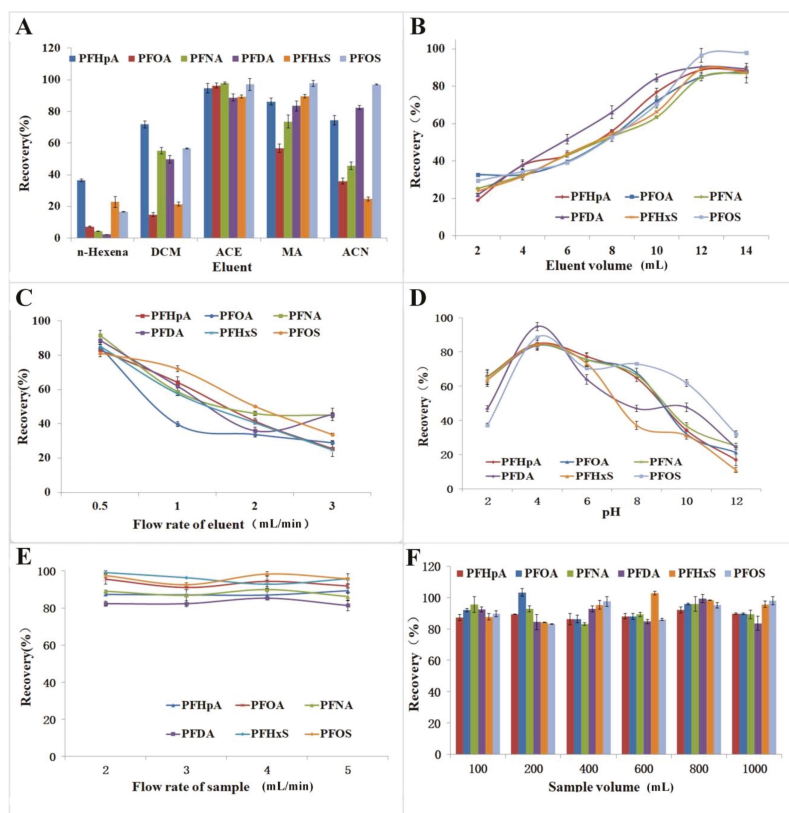 A
PFHpA PFOA PFNA PFDA PFHxS PFOS
120
100
80
60
40
20
0
Recovery(%)
n-Hexena DCM ACE MA ACN
Eluent
B
100
80
60
40
20
0
Recovery (%)
PFHpA PFOA PFNA
PFDA PFHxS PFOS
2 4 6 8 10 12 14
Eluent volume (mL)
C
PFHpA PFOA PFNA
PFDA PFHxS PFOS
100
80
60
40
20
0
Recovery(%)
0.5 1 2 3
Flow rate of eluent (mL/min)
D
100
80
60
40
20
0
Recovery (%)
PFHpA PFOA PFNA
PFDA PFHxS PFOS
2 4 6 8 10 12
pH
E
100
80
60
40
20
0
Recovery(%)
PFHpA PFOA PFNA
PFDA PFHxS PFOS
2 3 4 5
Flow rate of sample (mL/min)
F
PFHpA PFOA PFNA PFDA PFHxS PFOS
120
100
80
60
40
20
0
Recovery (%)
100 200 400 600 800 1000
Sample volume (mL)